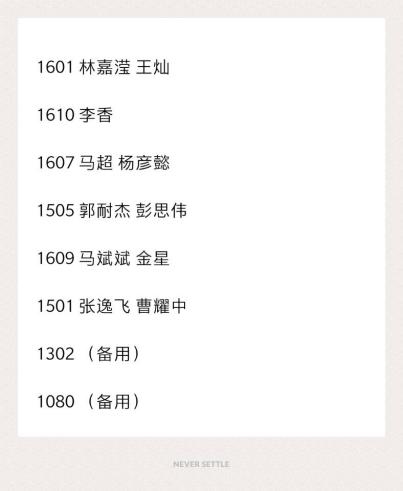 1601 林嘉滢 王灿
1610 李香
1607 马超 杨彦懿
1505 郭耐杰 彭思伟
1609 马斌斌 金星
1501 张逸飞 曹耀中
1302 （备用）
1080 （备用）
NEVER SETTLE